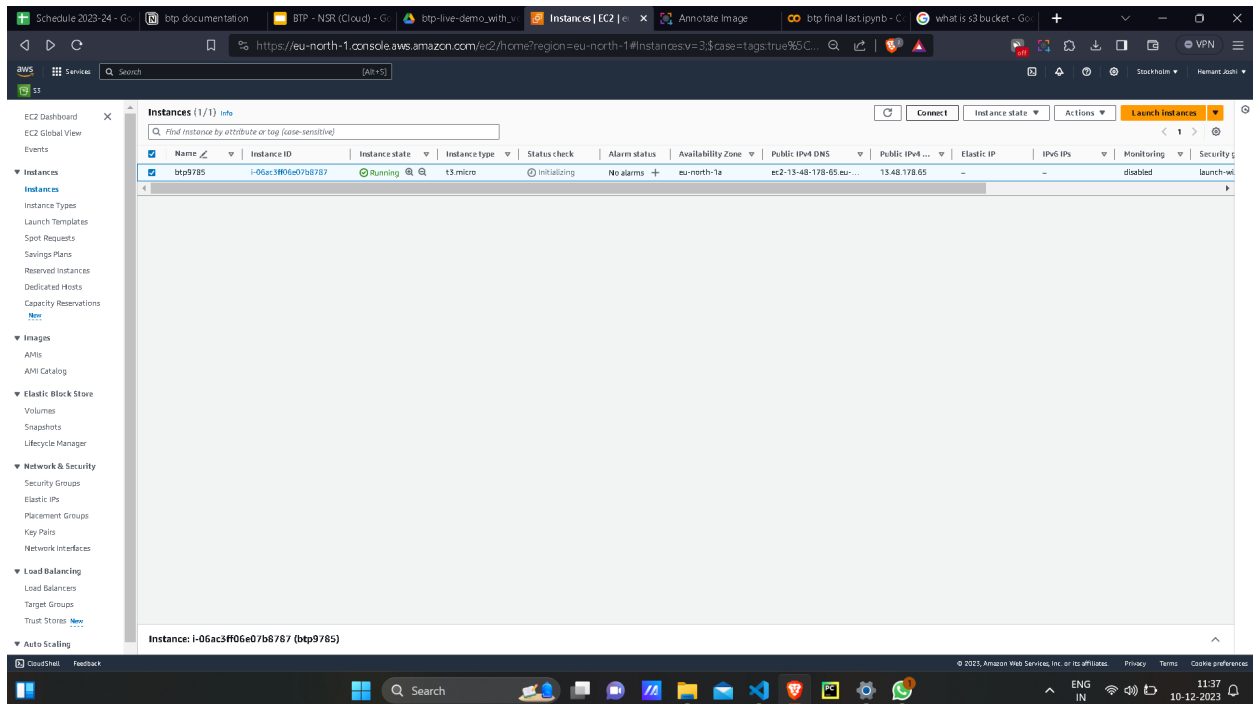 Schedule 2023-24 - Go
btp documentation
BTP - NSR (Cloud) - Go
btp-live-demo_with_vo
Instances | EC2 | eu
Annotate Image
btp final last.ipynb - C
what is s3 bucket - Goo
https://eu-north-1.console.aws.amazon.com/ec2/home?region=eu-north-1#Instances:v=3;$case=tags:true%5C...
off
VPN
aws
Services
Search
[Alt+S]
Stockholm
Hemant Joshi
S3
EC2 Dashboard
EC2 Global View
Events
Instances
Instances
Instance Types
Launch Templates
Spot Requests
Savings Plans
Reserved Instances
Dedicated Hosts
Capacity Reservations
New
Images
AMIs
AMI Catalog
Elastic Block Store
Volumes
Snapshots
Lifecycle Manager
Network & Security
Security Groups
Elastic IPs
Placement Groups
Key Pairs
Network Interfaces
Load Balancing
Load Balancers
Target Groups
Trust Stores New
Auto Scaling
Instances (1/1) Info
Connect
Instance state
Actions
Launch instances
Find Instance by attribute or tag (case-sensitive)
1
Name Instance ID Instance state Instance type Status check Alarm status Availability Zone Public IPv4 DNS Public IPv4 ... Elastic IP IPv6 IPs Monitoring Security g
btp9785 i-06ac3ff06e07b8787 Running t3.micro Initializing No alarms + eu-north-1a ec2-13-48-178-65.eu-... 13.48.178.65 – – disabled launch-wi
Instance: i-06ac3ff06e07b8787 (btp9785)
CloudShell Feedback
© 2023, Amazon Web Services, Inc. or its affiliates. Privacy Terms Cookie preferences
Search
PC
1
ENG
IN
11:37
10-12-2023